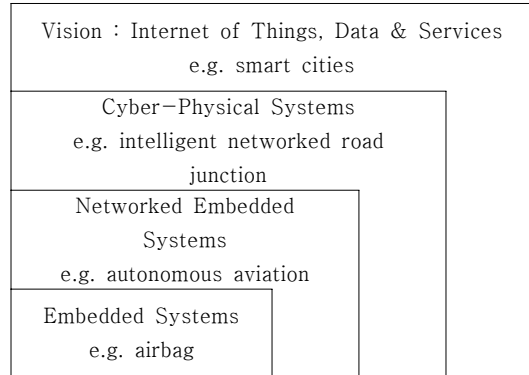 Vision : Internet of Things, Data & Services
e.g. smart cities
Cyber-Physical Systems
e.g. intelligent networked road
junction
Networked Embedded
Systems
e.g. autonomous aviation
Embedded Systems
e.g. airbag